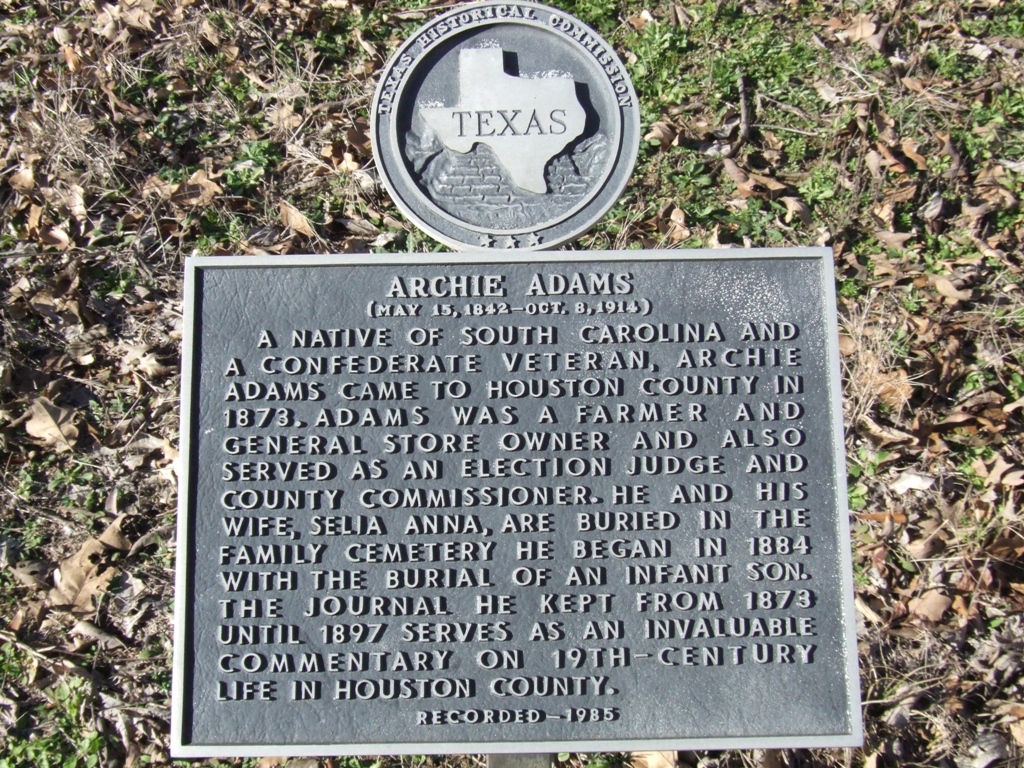 TEXAS HISTORICAL COMMISSION
TEXAS
ARCHIE ADAMS
(MAY 15, 1842—OCT. 8, 1914)
A NATIVE OF SOUTH CAROLINA AND
A CONFEDERATE VETERAN, ARCHIE
ADAMS CAME TO HOUSTON COUNTY IN
1873. ADAMS WAS A FARMER AND
GENERAL STORE OWNER AND ALSO
SERVED AS AN ELECTION JUDGE AND
COUNTY COMMISSIONER. HE AND HIS
WIFE, SELIA ANNA, ARE BURIED IN THE
FAMILY CEMETERY HE BEGAN IN 1884
WITH THE BURIAL OF AN INFANT SON.
THE JOURNAL HE KEPT FROM 1873
UNTIL 1897 SERVES AS AN INVALUABLE
COMMENTARY ON 19TH-CENTURY
LIFE IN HOUSTON COUNTY.
RECORDED—1985